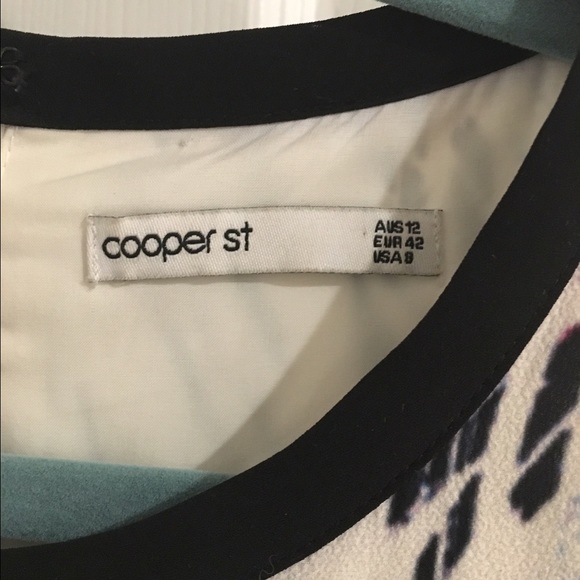 cooper st
AUS 12
EUR 42
USA 8